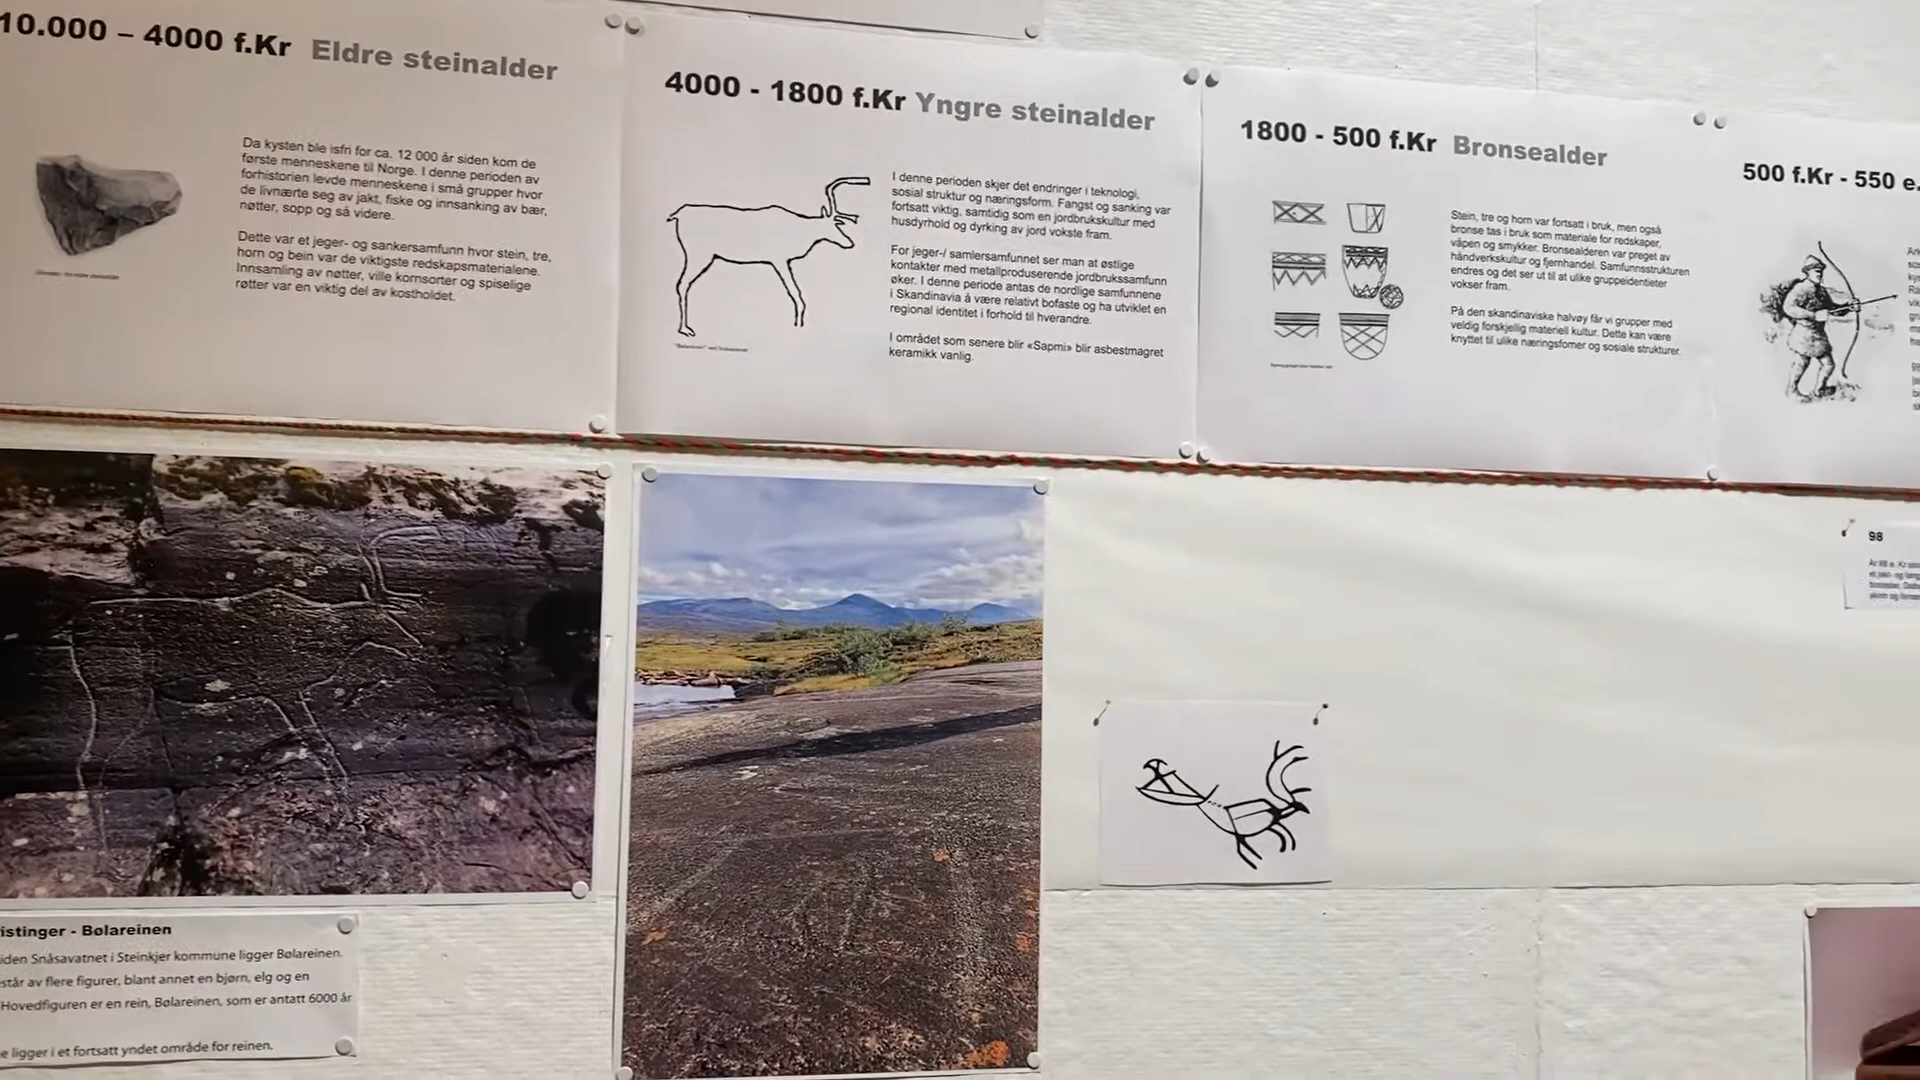 10.000 – 4000 f.Kr Eldre steinalder
Da kysten ble isfri for ca. 12 000 år siden kom de
første menneskene til Norge. I denne perioden av
forhistorien levde menneskene i små grupper hvor
de livnærte seg av jakt, fiske og innsanking av bær,
nøtter, sopp og så videre.
Dette var et jeger- og sankersamfunn hvor stein, tre,
horn og bein var de viktigste redskapsmaterialene.
Innsamling av nøtter, ville kornsorter og spiselige
røtter var en viktig del av kostholdet.
4000 - 1800 f.Kr Yngre steinalder
I denne perioden skjer det endringer i teknologi,
sosial struktur og næringsform. Fangst og sanking var
fortsatt viktig, samtidig som en jordbrukskultur med
husdyrhold og dyrking av jord vokste fram.
For jeger-/ samlersamfunnet ser man at østlige
kontakter med metallproduserende jordbrukssamfunn
øker. I denne periode antas de nordlige samfunnene
i Skandinavia å være relativt bofaste og ha utviklet en
regional identitet i forhold til hverandre.
I området som senere blir «Sapmi» blir asbestmagret
keramikk vanlig.
1800 - 500 f.Kr Bronsealder
Stein, tre og horn var fortsatt i bruk, men også
bronse tas i bruk som materiale for redskaper,
våpen og smykker. Bronsealderen var preget av
håndverkskultur og fjernhandel. Samfunnsstrukturen
endres og det ser ut til at ulike gruppeidentieter
vokser fram.
På den skandinaviske halvøy får vi grupper med
veldig forskjellig materiell kultur. Dette kan være
knyttet til ulike næringsfomer og sosiale strukturer.
500 f.Kr - 550 e.
98
istinger - Bølareinen
iden Snåsavatnet i Steinkjer kommune ligger Bølareinen.
står av flere figurer, blant annet en bjørn, elg og en
Hovedfiguren er en rein, Bølareinen, som er antatt 6000 år
e ligger i et fortsatt yndet område for reinen.